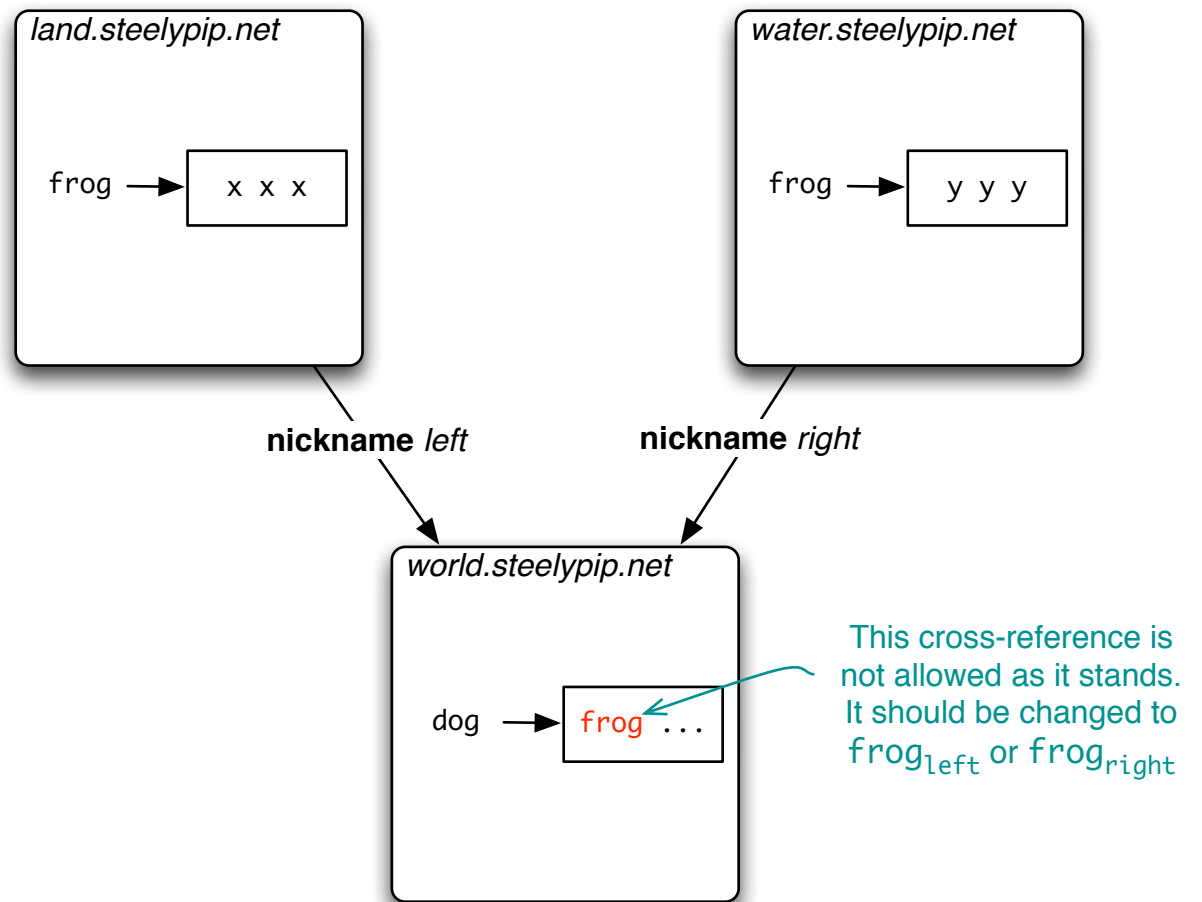 land.steelypip.net
water.steelypip.net
frog
x x x
frog
y y y
nickname left
nickname right
world.steelypip.net
dog
frog ...
This cross-reference is
not allowed as it stands.
It should be changed to
frogleft or frogright